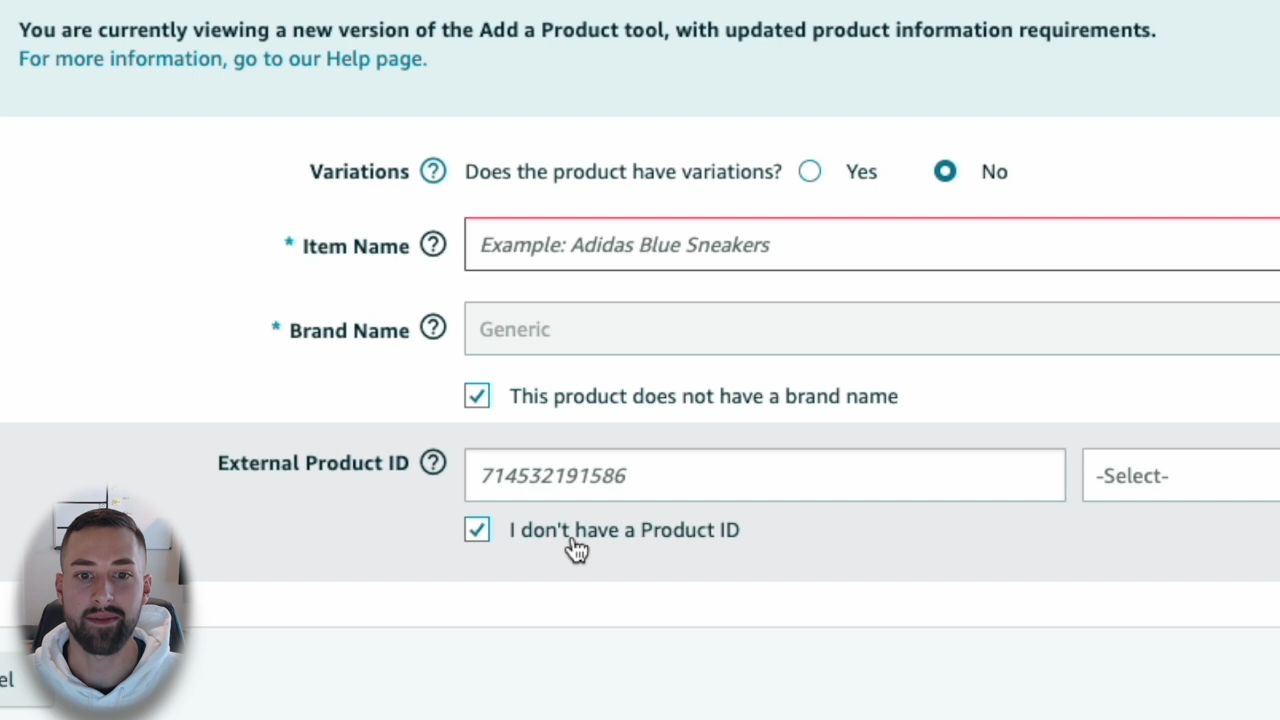 You are currently viewing a new version of the Add a Product tool, with updated product information requirements.
For more information, go to our Help page.
Variations ? Does the product have variations? Yes No
* Item Name ? Example: Adidas Blue Sneakers
* Brand Name ? Generic
This product does not have a brand name
External Product ID ? 714532191586 -Select-
I don't have a Product ID
el